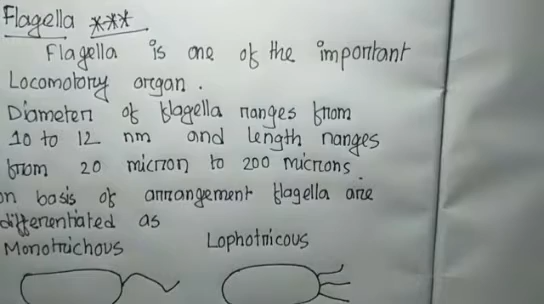 Flagella ***
Flagella is one of the important
Locomotory organ.
Diameter of flagella ranges from
10 to 12 nm and length ranges
from 20 micron to 200 microns.
on basis of arrangement flagella are
differentiated as
Monotrichous Lophotricous